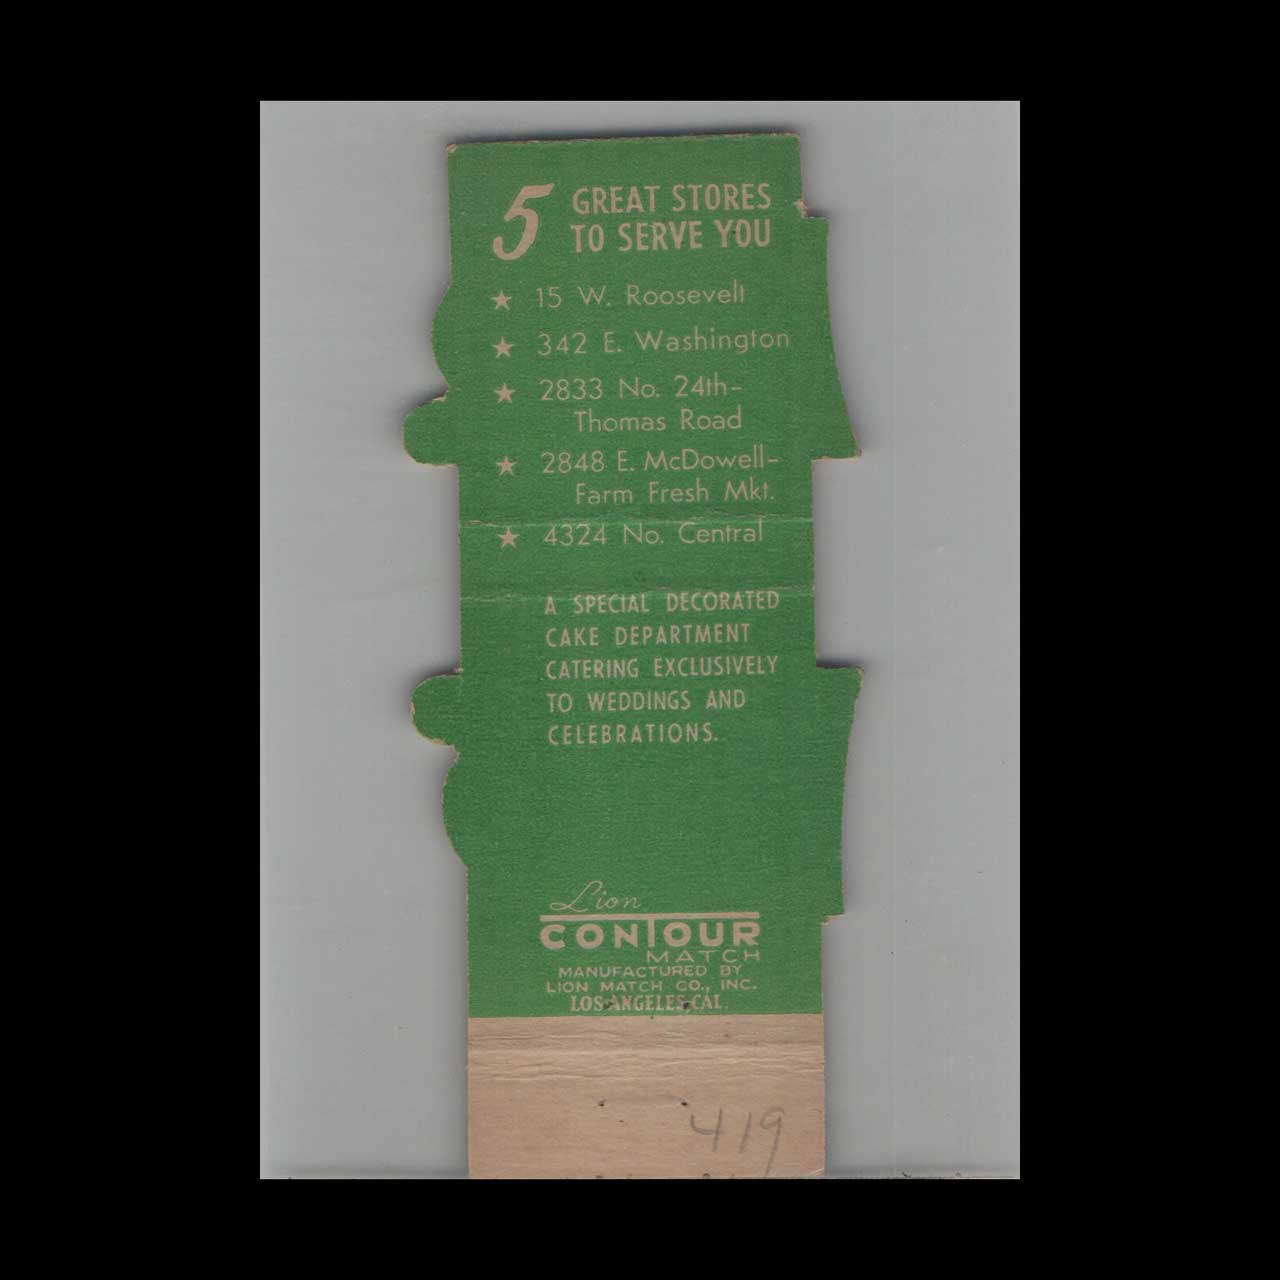 5 GREAT STORES
TO SERVE YOU
★ 15 W. Roosevelt
★ 342 E. Washington
★ 2833 No. 24th-
Thomas Road
★ 2848 E. McDowell-
Farm Fresh Mkt.
★ 4324 No. Central
A SPECIAL DECORATED
CAKE DEPARTMENT
CATERING EXCLUSIVELY
TO WEDDINGS AND
CELEBRATIONS.
Lion
CONTOUR
MATCH
MANUFACTURED BY
LION MATCH CO., INC.
LOS ANGELES, CAL.
419